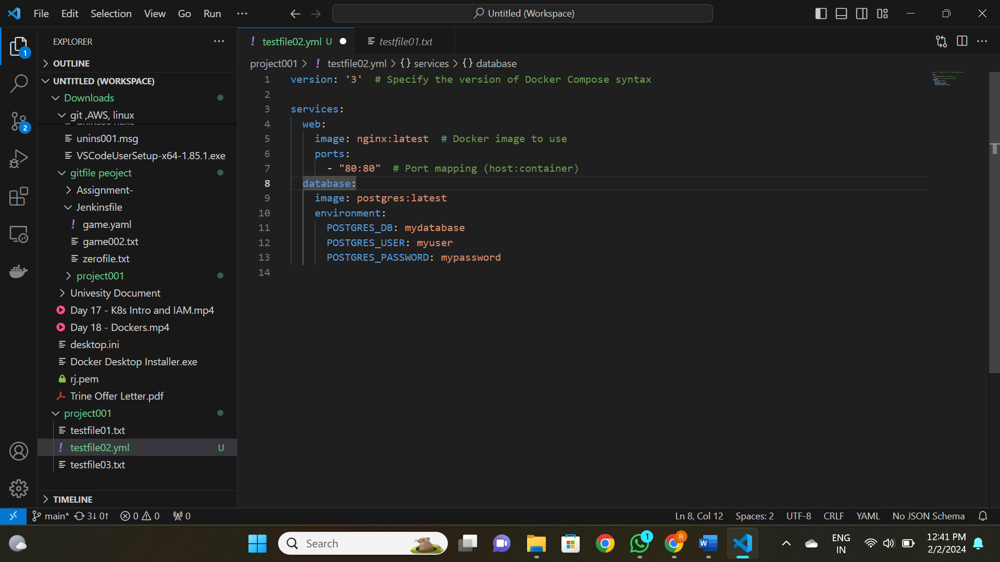 File Edit Selection View Go Run ···
Untitled (Workspace)
EXPLORER
1
OUTLINE
UNTITLED (WORKSPACE)
Downloads
git ,AWS, linux
2
unins001.msg
VSCodeUserSetup-x64-1.85.1.exe
gitfile peoject
Assignment-
Jenkinsfile
! game.yaml
game002.txt
zerofile.txt
project001
Univesity Document
Day 17 - K8s Intro and IAM.mp4
Day 18 - Dockers.mp4
desktop.ini
Docker Desktop Installer.exe
rj.pem
Trine Offer Letter.pdf
project001
testfile01.txt
! testfile02.yml U
testfile03.txt
TIMELINE
! testfile02.yml U testfile01.txt
project001 > ! testfile02.yml > {} services > {} database
1 version: '3' # Specify the version of Docker Compose syntax
2
3 services:
4 web:
5 image: nginx:latest # Docker image to use
6 ports:
7 - "80:80" # Port mapping (host:container)
8 database:
9 image: postgres:latest
10 environment:
11 POSTGRES_DB: mydatabase
12 POSTGRES_USER: myuser
13 POSTGRES_PASSWORD: mypassword
14
main* 3↓ 0↑ 0 0 0 Ln 8, Col 12 Spaces: 2 UTF-8 CRLF YAML No JSON Schema
Search
1
R
W
ENG
IN
12:41 PM
2/2/2024